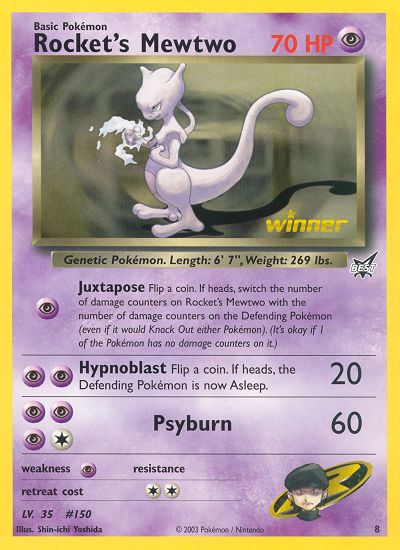 Basic Pokémon
Rocket's Mewtwo 70 HP
winner
Genetic Pokémon. Length: 6' 7", Weight: 269 lbs.
BEST
Juxtapose Flip a coin. If heads, switch the number
of damage counters on Rocket's Mewtwo with the
number of damage counters on the Defending Pokémon
(even if it would Knock Out either Pokémon). (It's okay if 1
of the Pokémon has no damage counters on it.)
Hypnoblast Flip a coin. If heads, the
Defending Pokémon is now Asleep.
20
Psyburn 60
weakness resistance
retreat cost
LV. 35 #150
Illus. Shin-ichi Yoshida © 2003 Pokémon / Nintendo 8